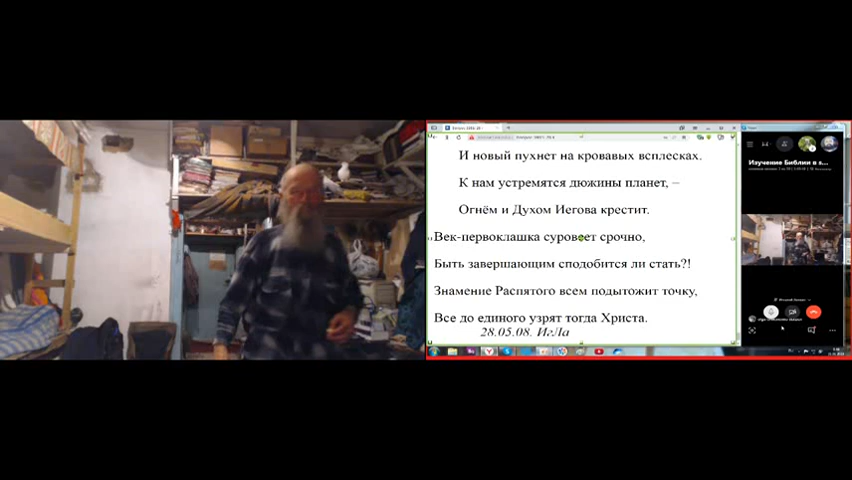 И новый пухнет на кровавых всплесках.
К нам устремятся дюжины планет, –
Огнём и Духом Иегова крестит.
Век-первоклашка суровеет срочно,
Быть завершающим сподобится ли стать?!
Знамение Распятого всем подытожит точку,
Все до единого узрят тогда Христа.
28.05.08. ИгЛа
Изучение Библии в в...